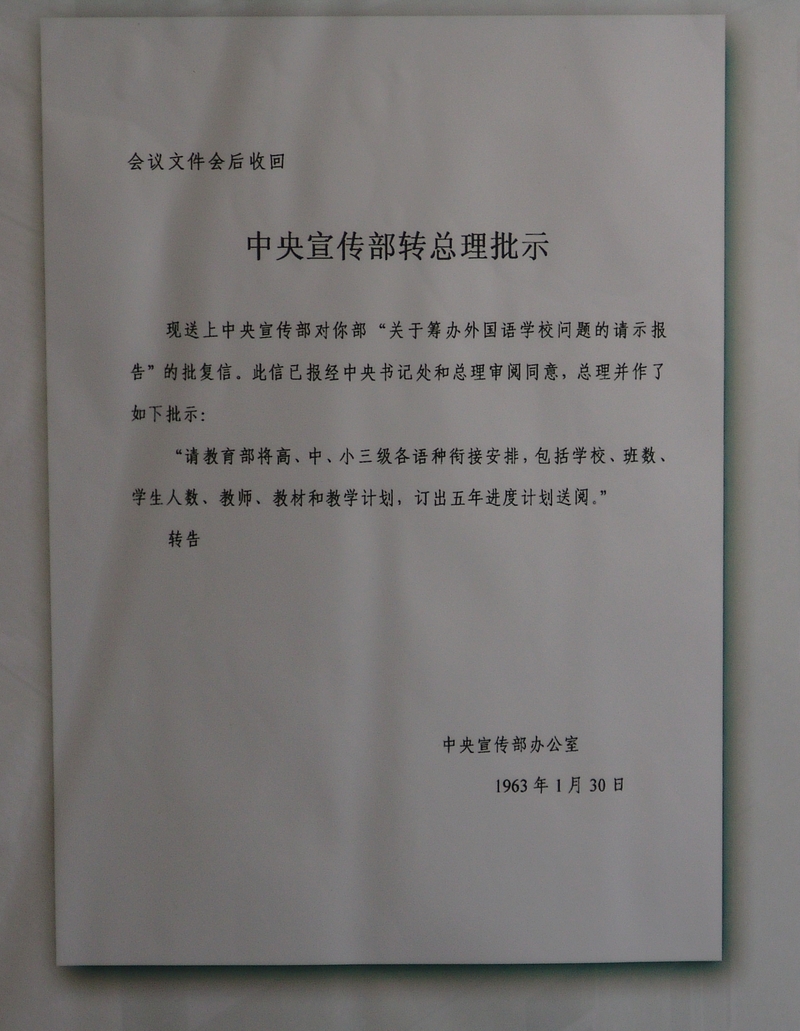 会议文件会后收回
中央宣传部转总理批示
现送上中央宣传部对你部“关于筹办外国语学校问题的请示报
告”的批复信。此信已报经中央书记处和总理审阅同意，总理并作了
如下批示：
“请教育部将高、中、小三级各语种衔接安排，包括学校、班数、
学生人数、教师、教材和教学计划，订出五年进度计划送阅。”
转告
中央宣传部办公室
1963 年 1 月 30 日